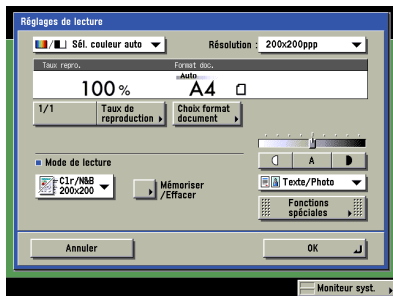 Réglages de lecture
Sél. couleur auto
Résolution : 200x200ppp
Taux repro.
Format doc.
Auto
100 %
A4
1/1
Taux de
reproduction
Choix format
document
A
Mode de lecture
Clr/N&B
200x200
Mémoriser
/Effacer
Texte/Photo
Fonctions
spéciales
Annuler
OK
Moniteur syst.